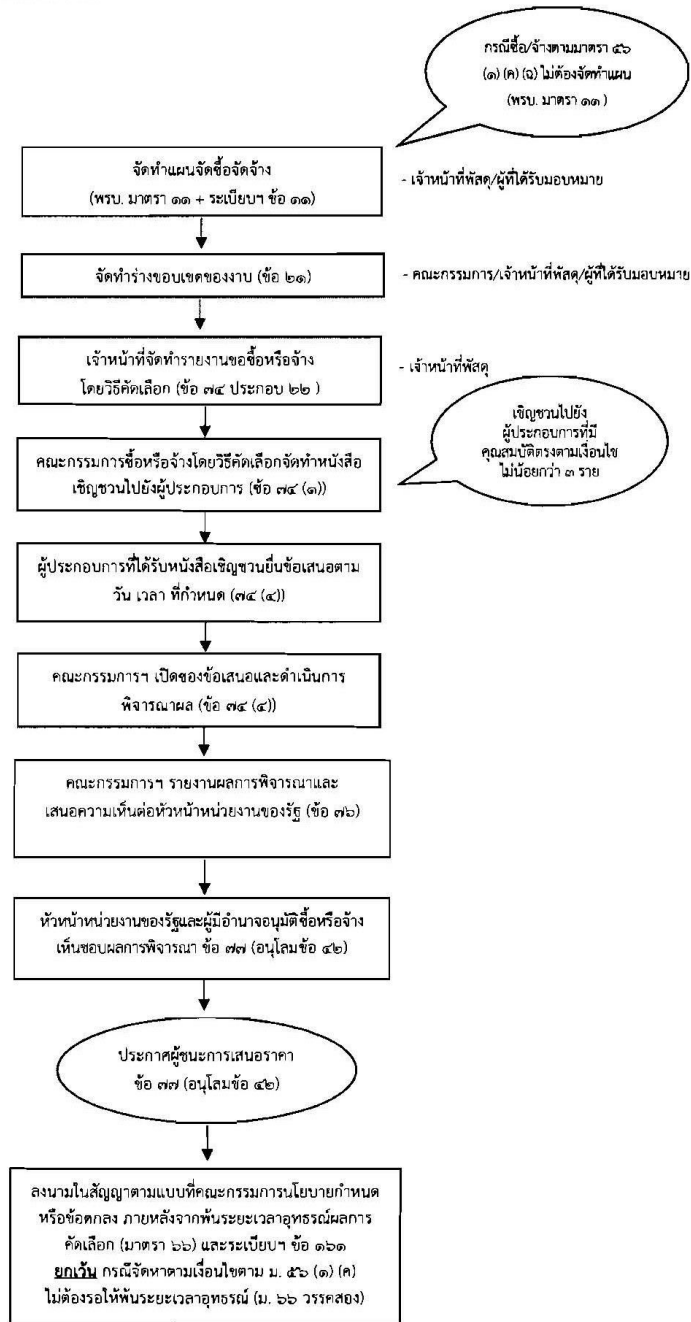 กรณีซื้อ/จ้างตามมาตรา ๕๖
(๑) (ค) (ฉ) ไม่ต้องจัดทำแผน
(พรบ. มาตรา ๑๑ )
จัดทำแผนจัดซื้อจัดจ้าง
(พรบ. มาตรา ๑๑ + ระเบียบฯ ข้อ ๑๑)
- เจ้าหน้าที่พัสดุ/ผู้ที่ได้รับมอบหมาย
จัดทำร่างขอบเขตของงาน (ข้อ ๒๑)
- คณะกรรมการ/เจ้าหน้าที่พัสดุ/ผู้ที่ได้รับมอบหมาย
เจ้าหน้าที่จัดทำรายงานขอซื้อหรือจ้าง
โดยวิธีคัดเลือก (ข้อ ๗๔ ประกอบ ๒๒ )
- เจ้าหน้าที่พัสดุ
เชิญชวนไปยัง
ผู้ประกอบการที่มี
คุณสมบัติตรงตามเงื่อนไข
ไม่น้อยกว่า ๓ ราย
คณะกรรมการซื้อหรือจ้างโดยวิธีคัดเลือกจัดทำหนังสือ
เชิญชวนไปยังผู้ประกอบการ (ข้อ ๗๔ (๑))
ผู้ประกอบการที่ได้รับหนังสือเชิญชวนยื่นข้อเสนอตาม
วัน เวลา ที่กำหนด (๗๔ (๔))
คณะกรรมการฯ เปิดซองข้อเสนอและดำเนินการ
พิจารณาผล (ข้อ ๗๔ (๔))
คณะกรรมการฯ รายงานผลการพิจารณาและ
เสนอความเห็นต่อหัวหน้าหน่วยงานของรัฐ (ข้อ ๗๖)
หัวหน้าหน่วยงานของรัฐและผู้มีอำนาจอนุมัติซื้อหรือจ้าง
เห็นชอบผลการพิจารณา ข้อ ๗๗ (อนุโลมข้อ ๔๒)
ประกาศผู้ชนะการเสนอราคา
ข้อ ๗๗ (อนุโลมข้อ ๔๒)
ลงนามในสัญญาตามแบบที่คณะกรรมการนโยบายกำหนด
หรือข้อตกลง ภายหลังจากพ้นระยะเวลาอุทธรณ์ผลการ
คัดเลือก (มาตรา ๖๖) และระเบียบฯ ข้อ ๑๖๑
ยกเว้น กรณีจัดหาตามเงื่อนไขตาม ม. ๕๖ (๑) (ค)
ไม่ต้องรอให้พ้นระยะเวลาอุทธรณ์ (ม. ๖๖ วรรคสอง)